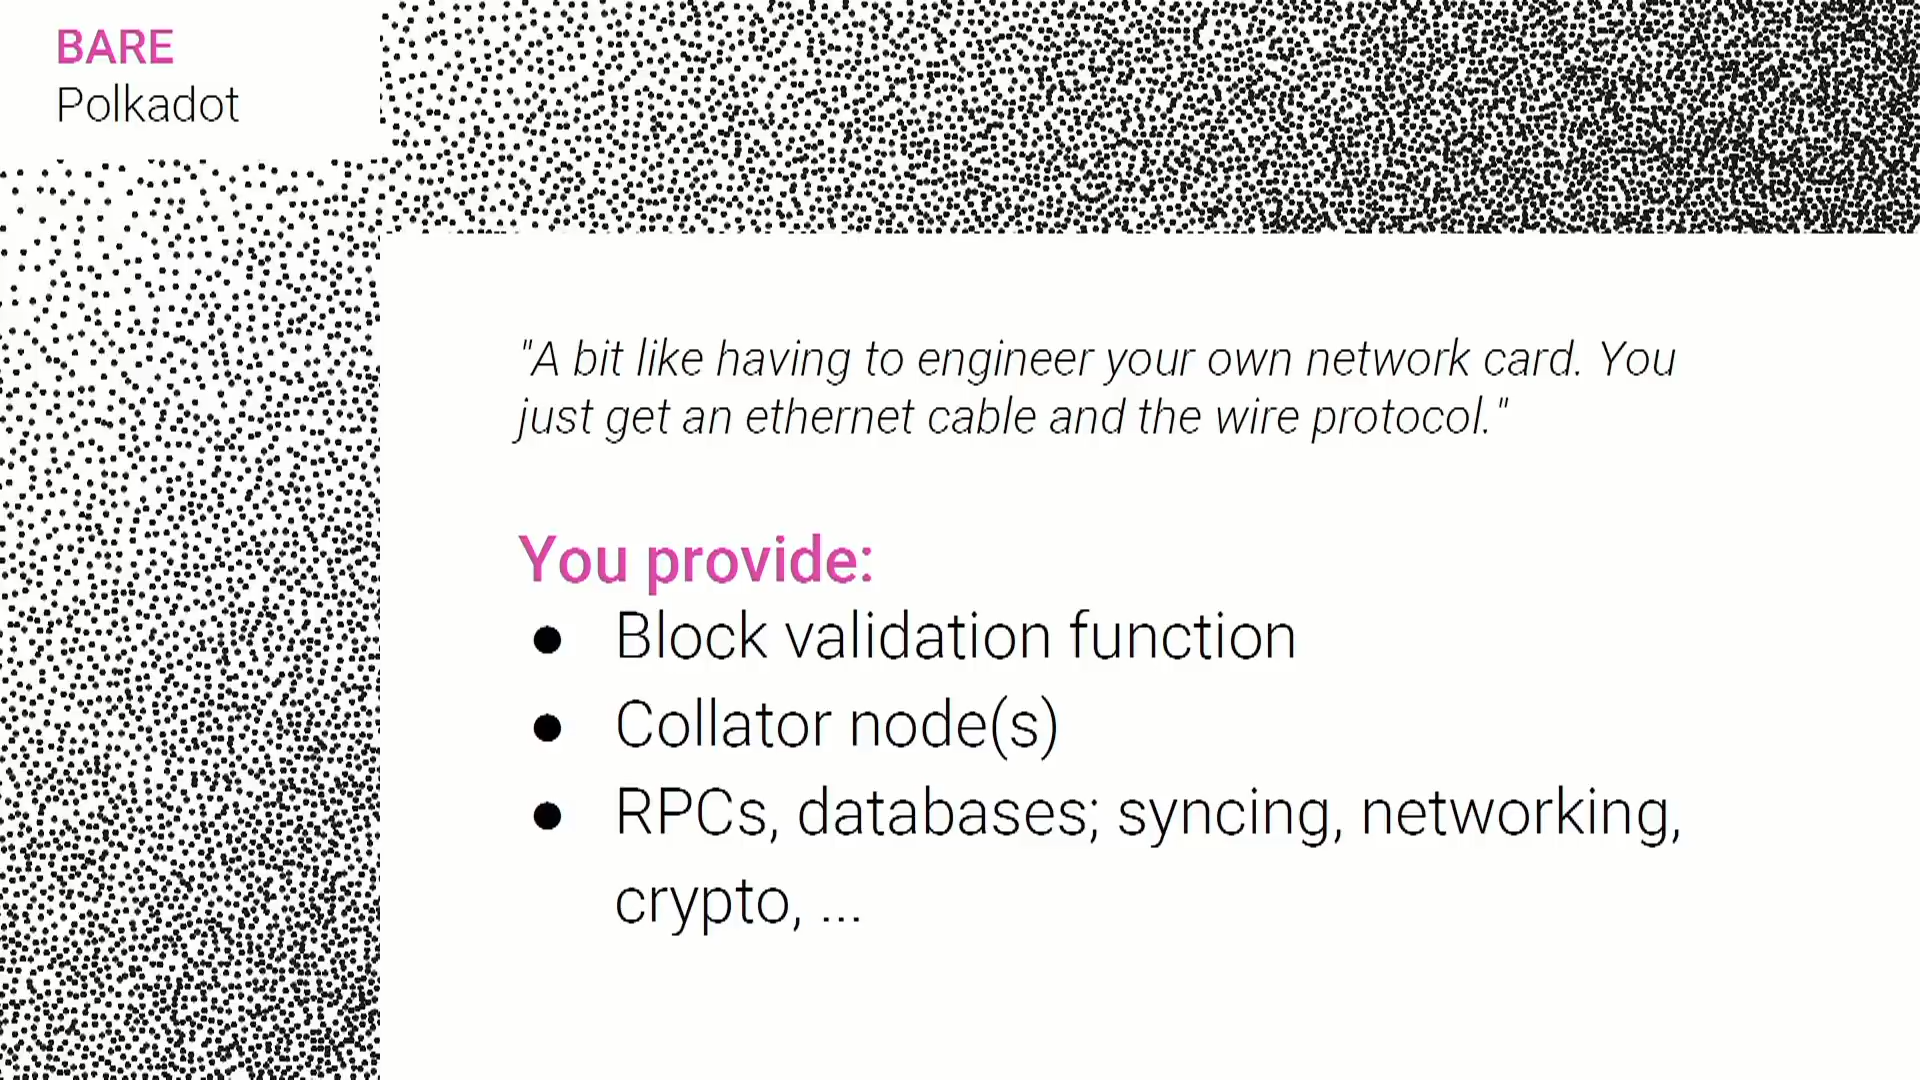 BARE
Polkadot
"A bit like having to engineer your own network card. You
just get an ethernet cable and the wire protocol."
You provide:
● Block validation function
● Collator node(s)
● RPCs, databases; syncing, networking,
crypto, ...